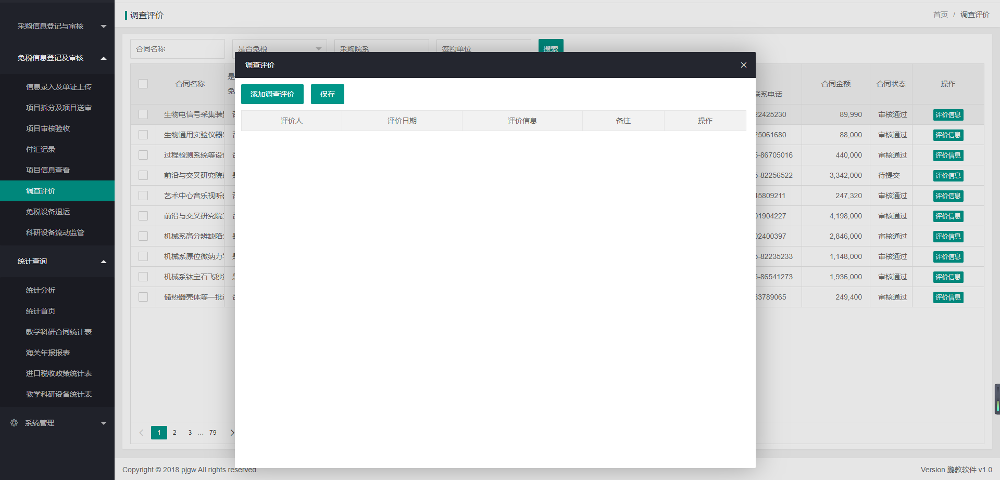 采购信息登记与审核
免税信息登记及审核
信息录入及单证上传
项目拆分及项目送审
项目审核验收
付汇记录
项目信息查看
调查评价
免税设备退运
科研设备流动监管
统计查询
统计分析
统计首页
教学科研合同统计表
海关年报报表
进口税收政策统计表
教学科研设备统计表
系统管理
调查评价
首页 / 调查评价
合同名称 是否免税 采购院系 签约单位 搜索
调查评价
添加调查评价 保存
评价人 评价日期 评价信息 备注 操作
合同名称 是 免 联系电话 合同金额 合同状态 操作
生物电信号采集装 22425230 89,990 审核通过 评价信息
生物通用实验仪器 25061680 88,000 审核通过 评价信息
过程检测系统等设 5-86705016 440,000 审核通过 评价信息
前沿与交叉研究院 5-82256522 3,342,000 待提交 评价信息
艺术中心音乐视听 45809211 247,320 审核通过 评价信息
前沿与交叉研究院 01904227 4,198,000 审核通过 评价信息
机械系高分辨缺陷 02400397 2,846,000 审核通过 评价信息
机械系原位微纳力 5-82235233 1,148,000 审核通过 评价信息
机械系钛宝石飞秒 5-86541273 1,936,000 审核通过 评价信息
储热器壳体等一批 33789065 249,400 审核通过 评价信息
1 2 3 … 79
Copyright © 2018 pjgw All rights reserved.
Version 鹏教软件 v1.0